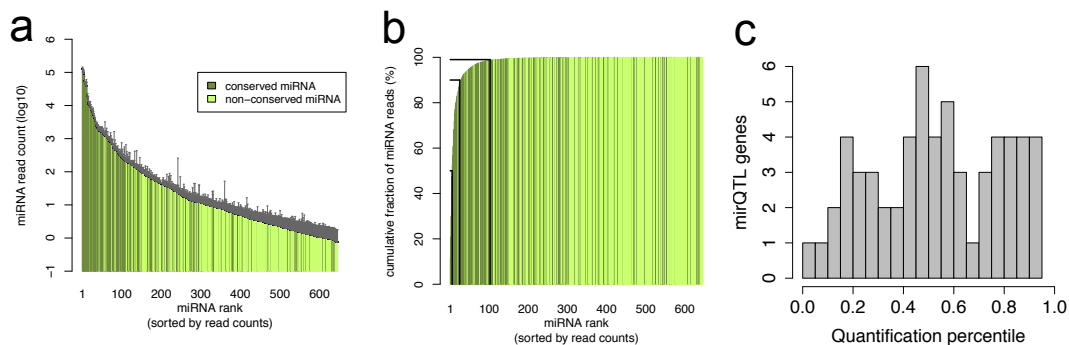 a
miRNA read count (log10)
6
5
4
3
2
1
0
−1
conserved miRNA
non−conserved miRNA
1 100 200 300 400 500 600
miRNA rank
(sorted by read counts)
b
cumulative fraction of miRNA reads (%)
100
80
60
40
20
0
1 100 200 300 400 500 600
miRNA rank
(sorted by read counts)
c
mirQTL genes
6
5
4
3
2
1
0
0.0 0.2 0.4 0.6 0.8 1.0
Quantification percentile